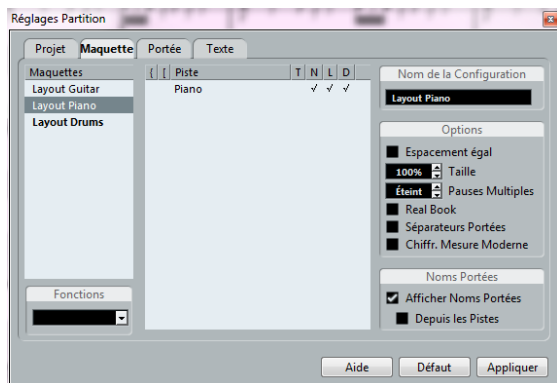 Réglages Partition
Projet Maquette Portée Texte
Maquettes
Layout Guitar
Layout Piano
Layout Drums
{ [ Piste T N L D
Piano √ √ √
Fonctions
Nom de la Configuration
Layout Piano
Options
Espacement égal
100% Taille
Éteint Pauses Multiples
Real Book
Séparateurs Portées
Chiffr. Mesure Moderne
Noms Portées
Afficher Noms Portées
Depuis les Pistes
Aide Défaut Appliquer